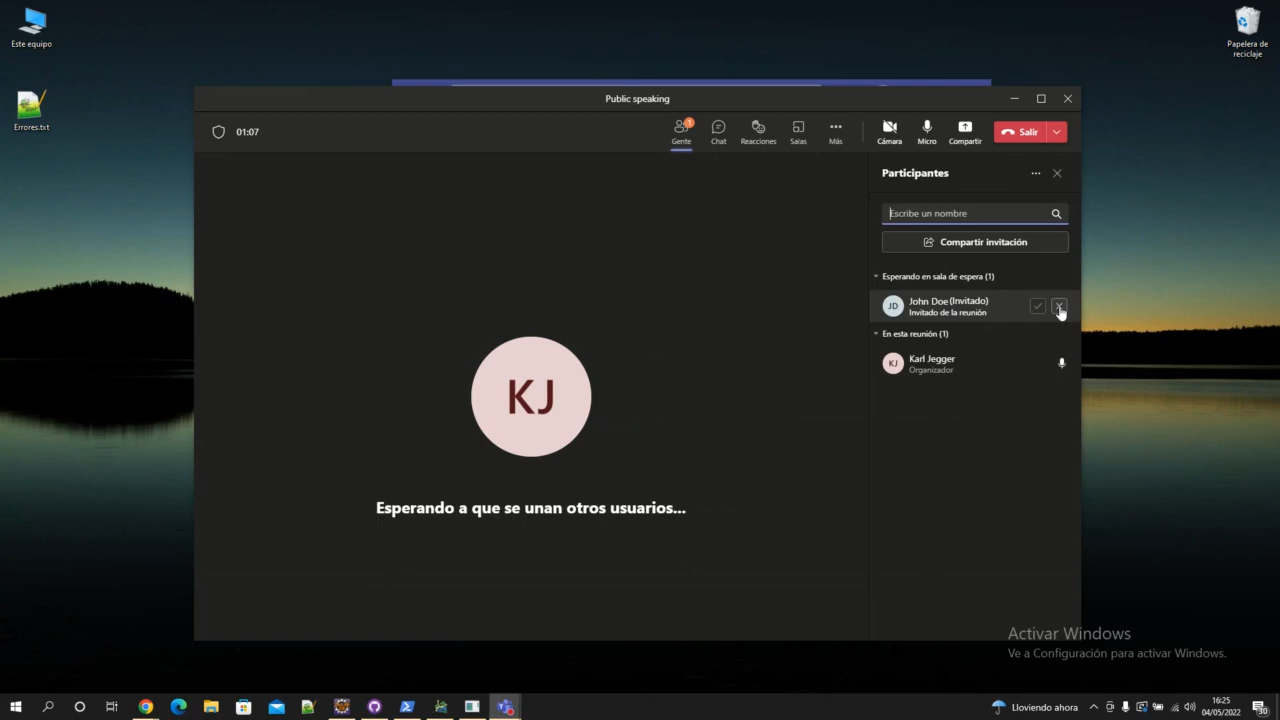 Este equipo
Papelera de
reciclaje
Errores.txt
Public speaking
01:07
1
Gente
Chat
Reacciones
Salas
Más
Cámara
Micro
Compartir
Salir
Participantes
Escribe un nombre
Compartir invitación
Esperando en sala de espera (1)
JD
John Doe (Invitado)
Invitado de la reunión
En esta reunión (1)
KJ
Karl Jegger
Organizador
KJ
Esperando a que se unan otros usuarios...
Activar Windows
Ve a Configuración para activar Windows.
Lloviendo ahora
16:25
04/05/2022
30